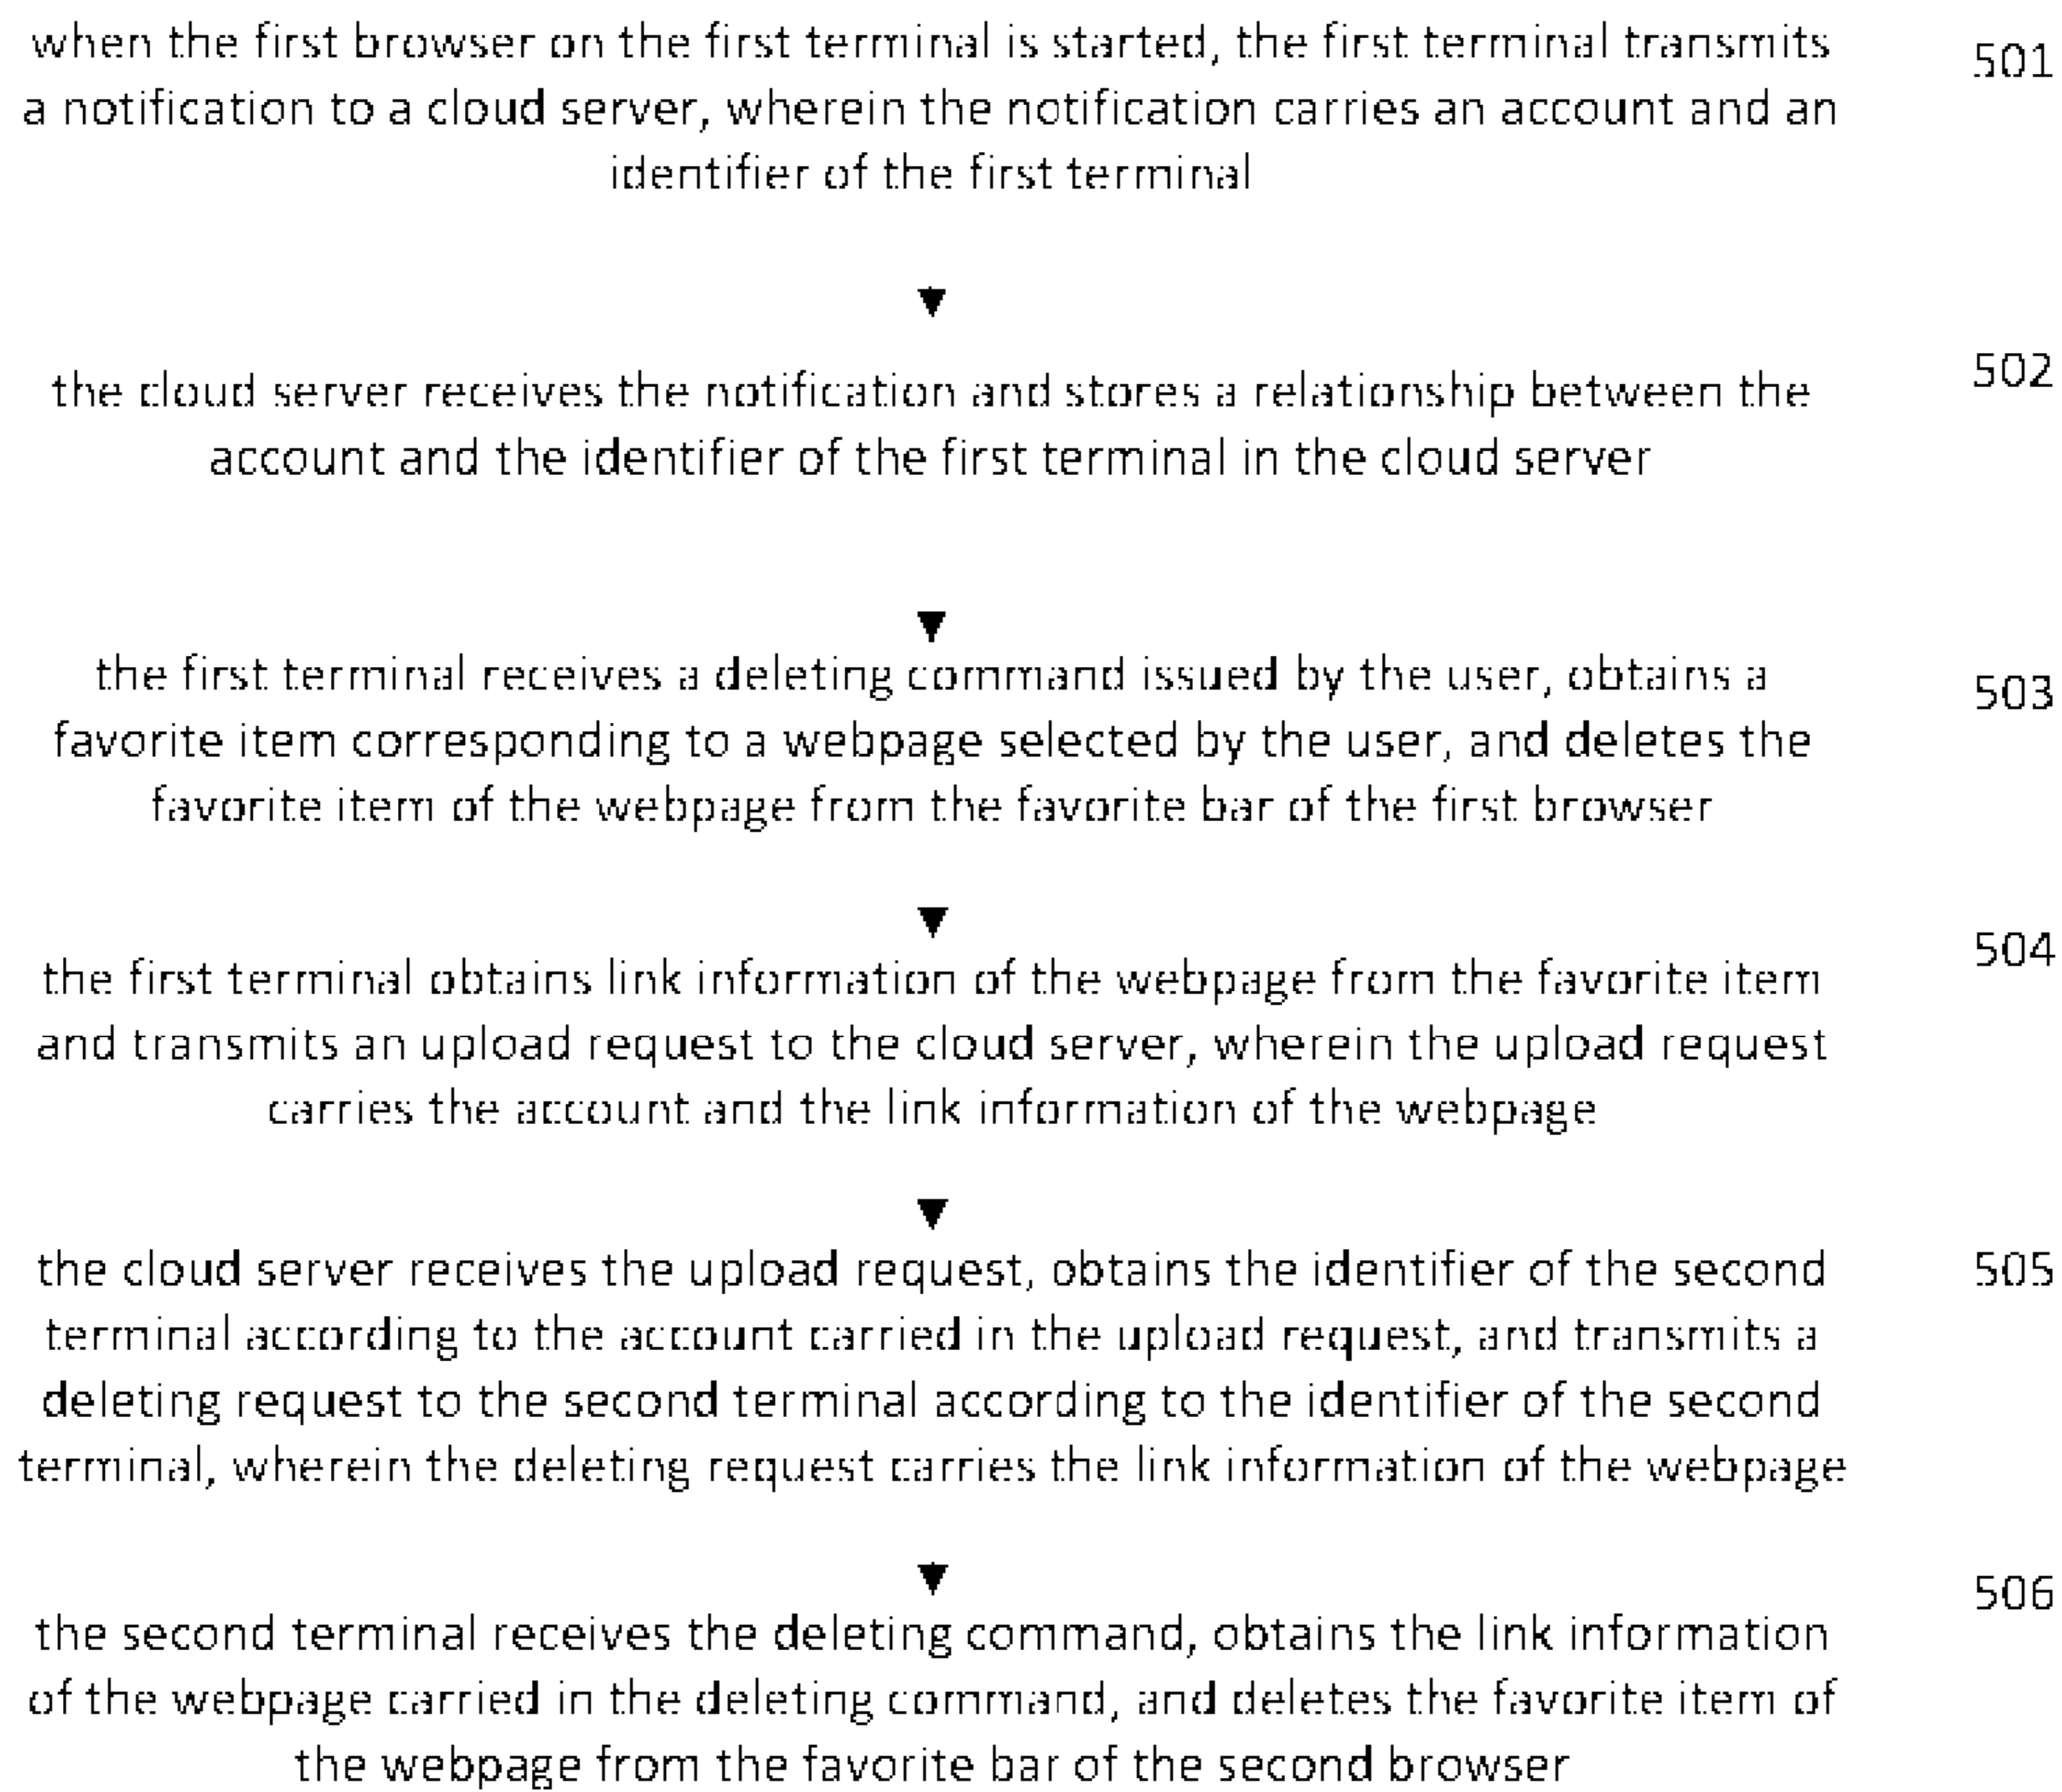 when the first browser on the first terminal is started, the first terminal transmits
501
a notification to a cloud server, wherein the notification carries an account and an
identifier of the first terminal
502
the cloud server receives the notification and stores a relationship between the
account and the identifier of the first terminal in the cloud server
the first terminal receives a deleting command issued by the user, obtains a
503
favorite item corresponding to a webpage selected by the user, and deletes the
favorite item of the webpage from the favorite bar of the first browser
504
the first terminal obtains link information of the webpage from the favorite item
and transmits an upload request to the cloud server, wherein the upload request
carries the account and the link information of the webpage
the cloud server receives the upload request, obtains the identifier of the second
505
terminal according to the account carried in the upload request, and transmits a
deleting request to the second terminal according to the identifier of the second
terminal, wherein the deleting request carries the link information of the webpage
506
the second terminal receives the deleting command, obtains the link information
of the webpage carried in the deleting command, and deletes the favorite item of
the webpage from the favorite bar of the second browser